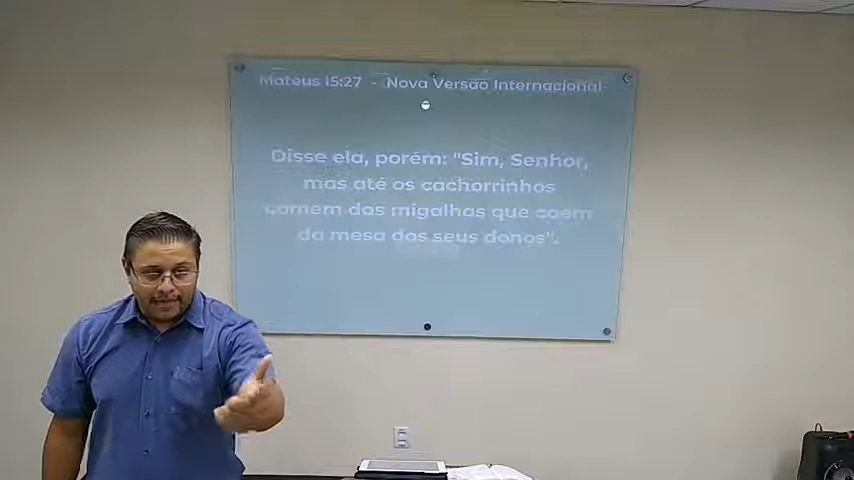 Mateus 15:27 - Nova Versão Internacional
Disse ela, porém: "Sim, Senhor,
mas até os cachorrinhos
comem das migalhas que caem
da mesa dos seus donos".